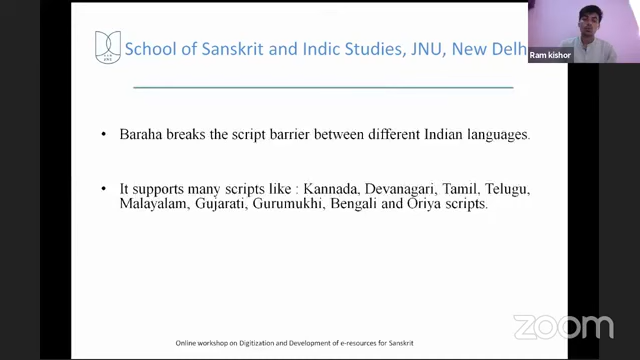 School of Sanskrit and Indic Studies, JNU, New Delh
Ram kishor
• Baraha breaks the script barrier between different Indian languages.
• It supports many scripts like : Kannada, Devanagari, Tamil, Telugu,
Malayalam, Gujarati, Gurumukhi, Bengali and Oriya scripts.
zoom
Online workshop on Digitization and Development of e-resources for Sanskrit